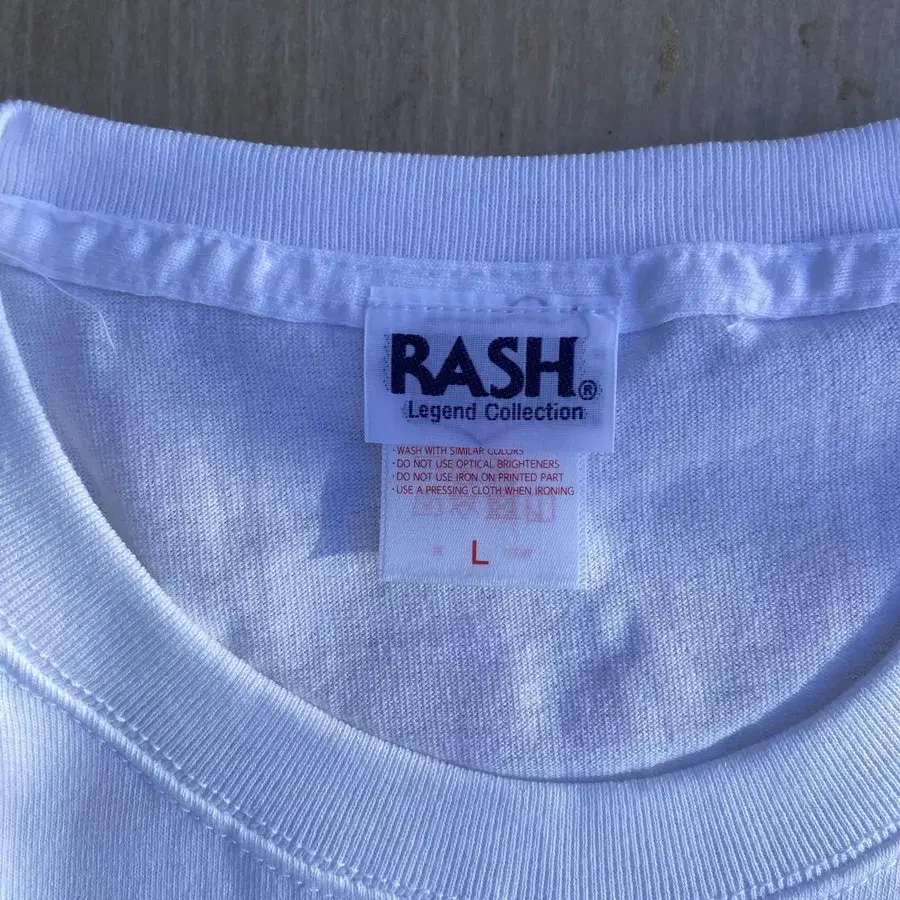 RASH®
Legend Collection
· WASH WITH SIMILAR COLORS
· DO NOT USE OPTICAL BRIGHTENERS
· DO NOT USE IRON ON PRINTED PART
· USE A PRESSING CLOTH WHEN IRONING
L